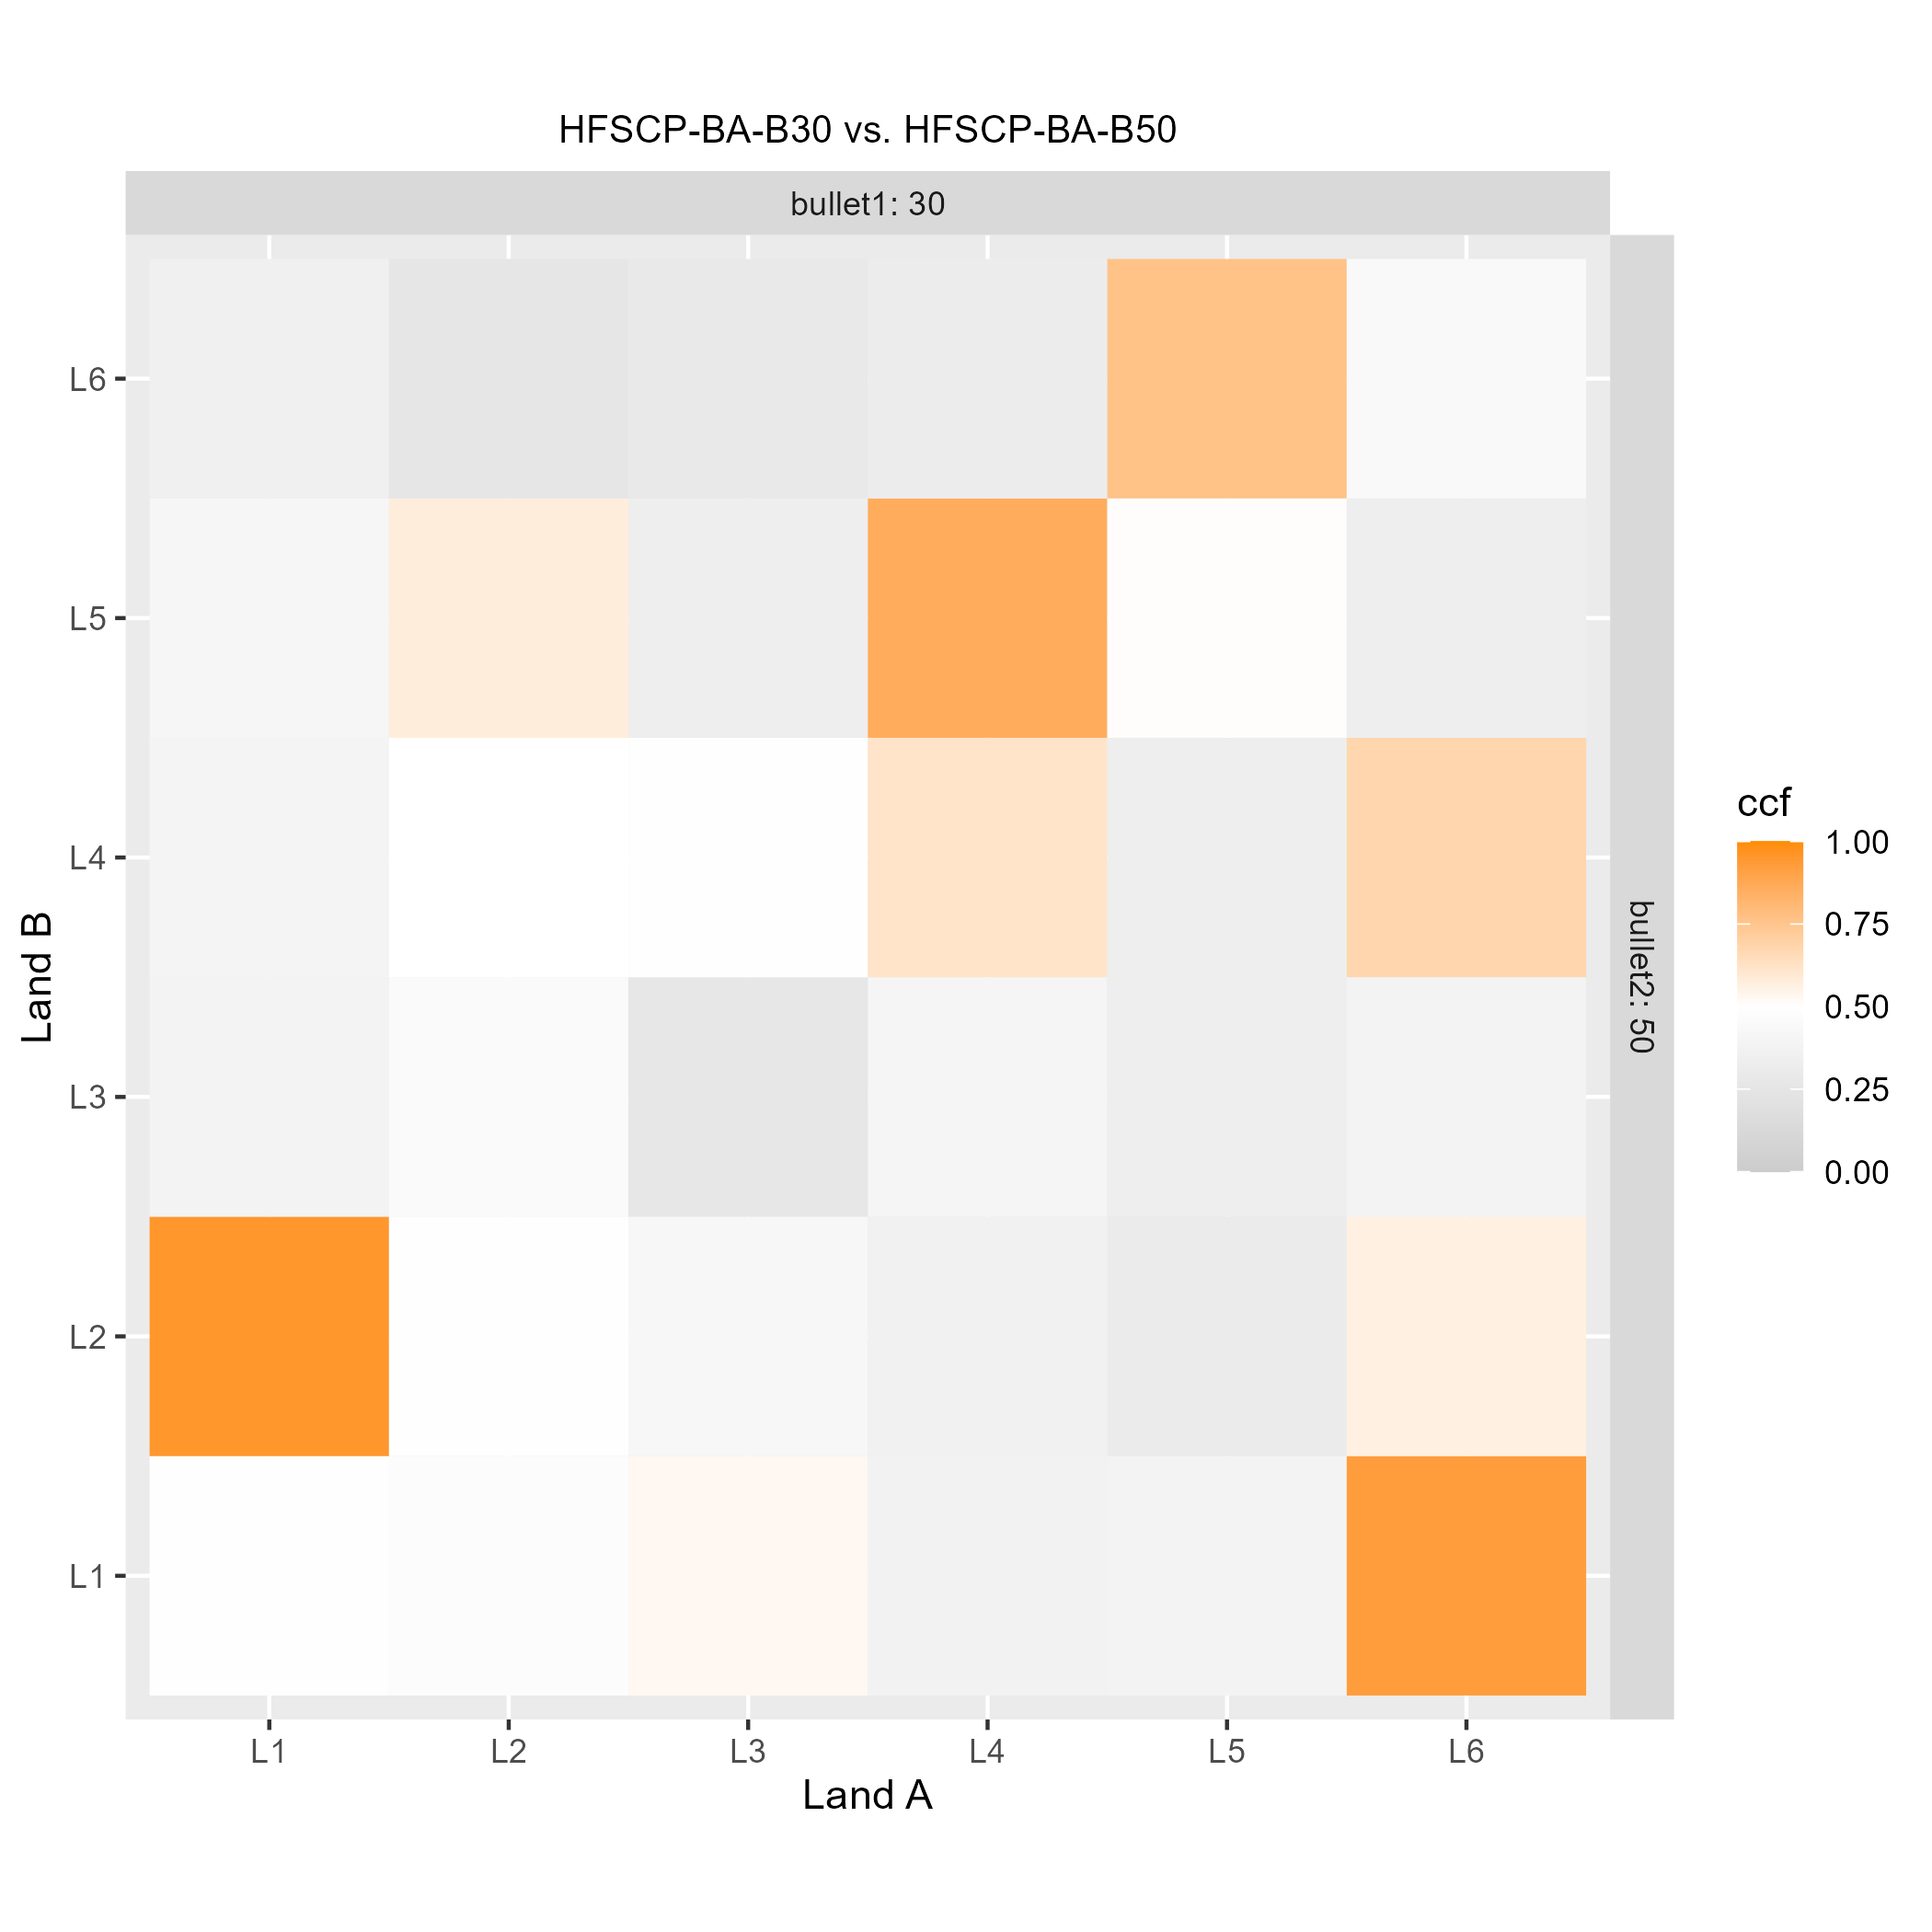 HFSCP-BA-B30 vs. HFSCP-BA-B50
bullet1: 30
L6
L5
L4
L3
L2
L1
Land B
bullet2: 50
L1 L2 L3 L4 L5 L6
Land A
ccf
1.00
0.75
0.50
0.25
0.00